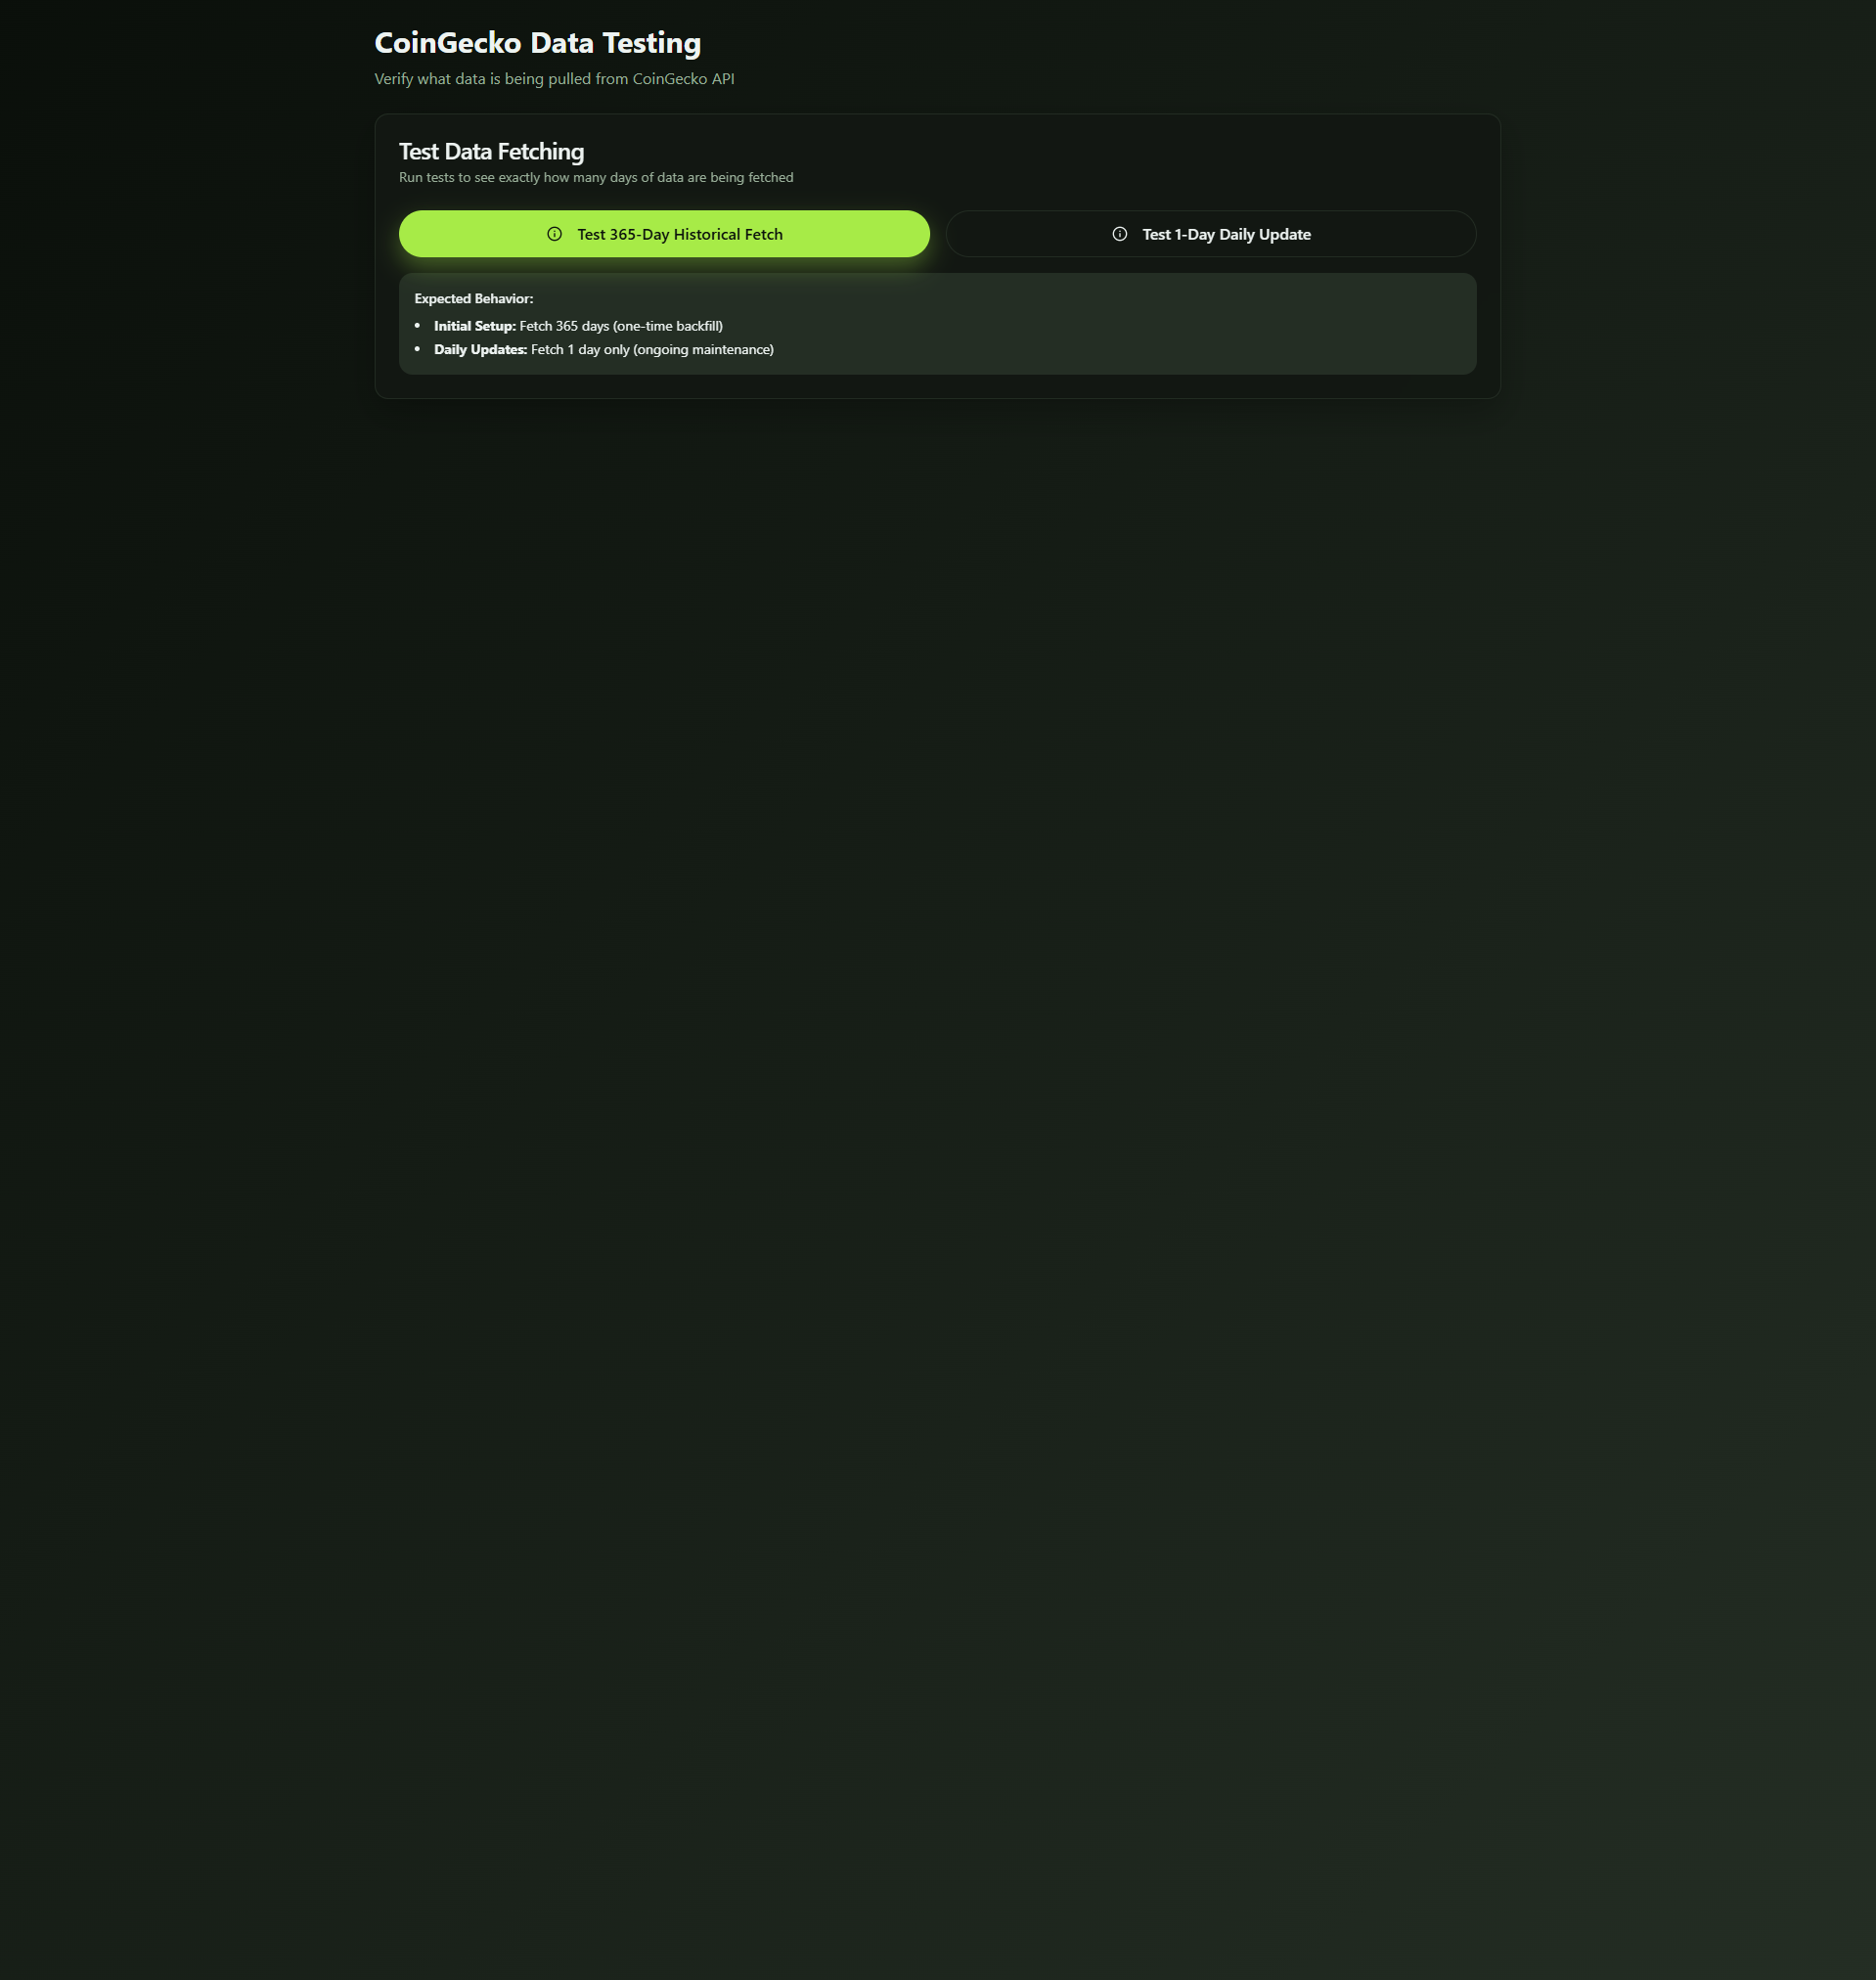 CoinGecko Data Testing
Verify what data is being pulled from CoinGecko API
Test Data Fetching
Run tests to see exactly how many days of data are being fetched
Test 365-Day Historical Fetch
Test 1-Day Daily Update
Expected Behavior:
• Initial Setup: Fetch 365 days (one-time backfill)
• Daily Updates: Fetch 1 day only (ongoing maintenance)